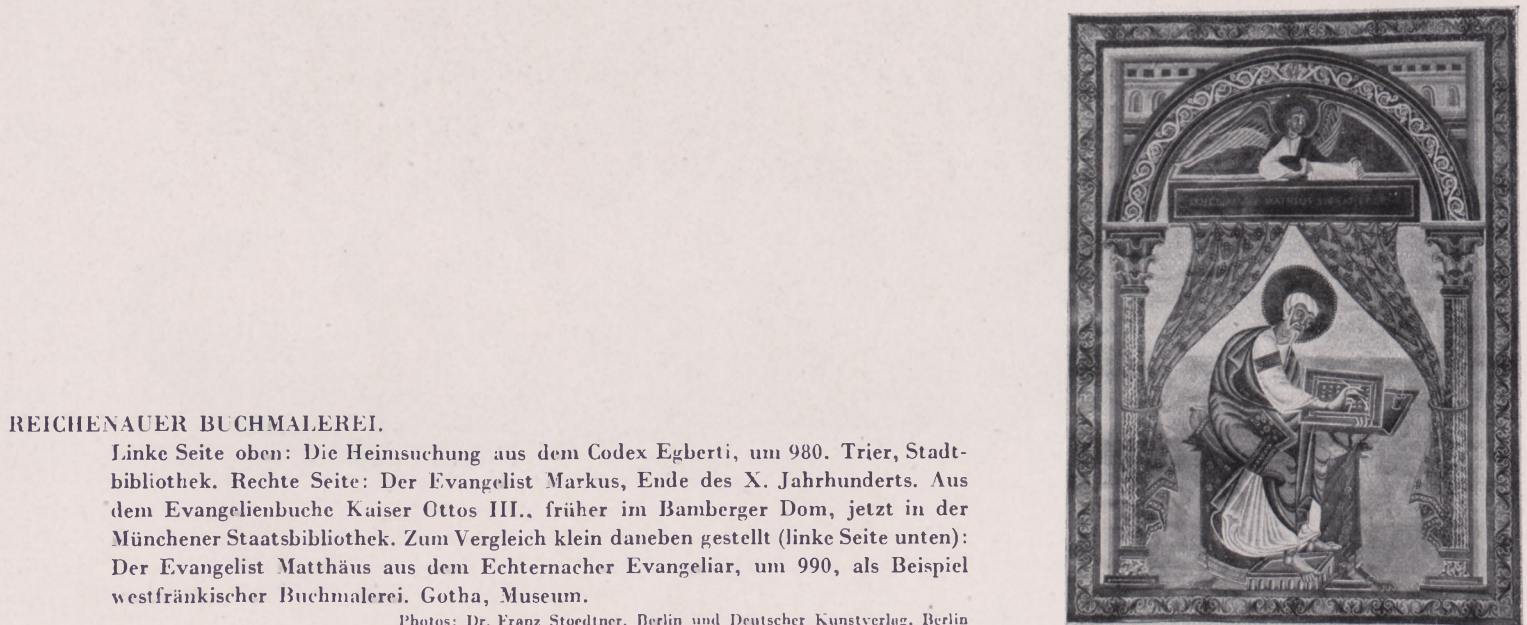 REICHENAUER BUCHMALEREI.
Linke Seite oben: Die Heimsuchung aus dem Codex Egberti, um 980. Trier, Stadt-
bibliothek. Rechte Seite: Der Evangelist Markus, Ende des X. Jahrhunderts. Aus
dem Evangelienbuche Kaiser Ottos III., früher im Bamberger Dom, jetzt in der
Münchener Staatsbibliothek. Zum Vergleich klein daneben gestellt (linke Seite unten):
Der Evangelist Matthäus aus dem Echternacher Evangeliar, um 990, als Beispiel
westfränkischer Buchmalerei. Gotha, Museum.
Photos: Dr. Franz Stoedtner, Berlin und Deutscher Kunstverlag, Berlin